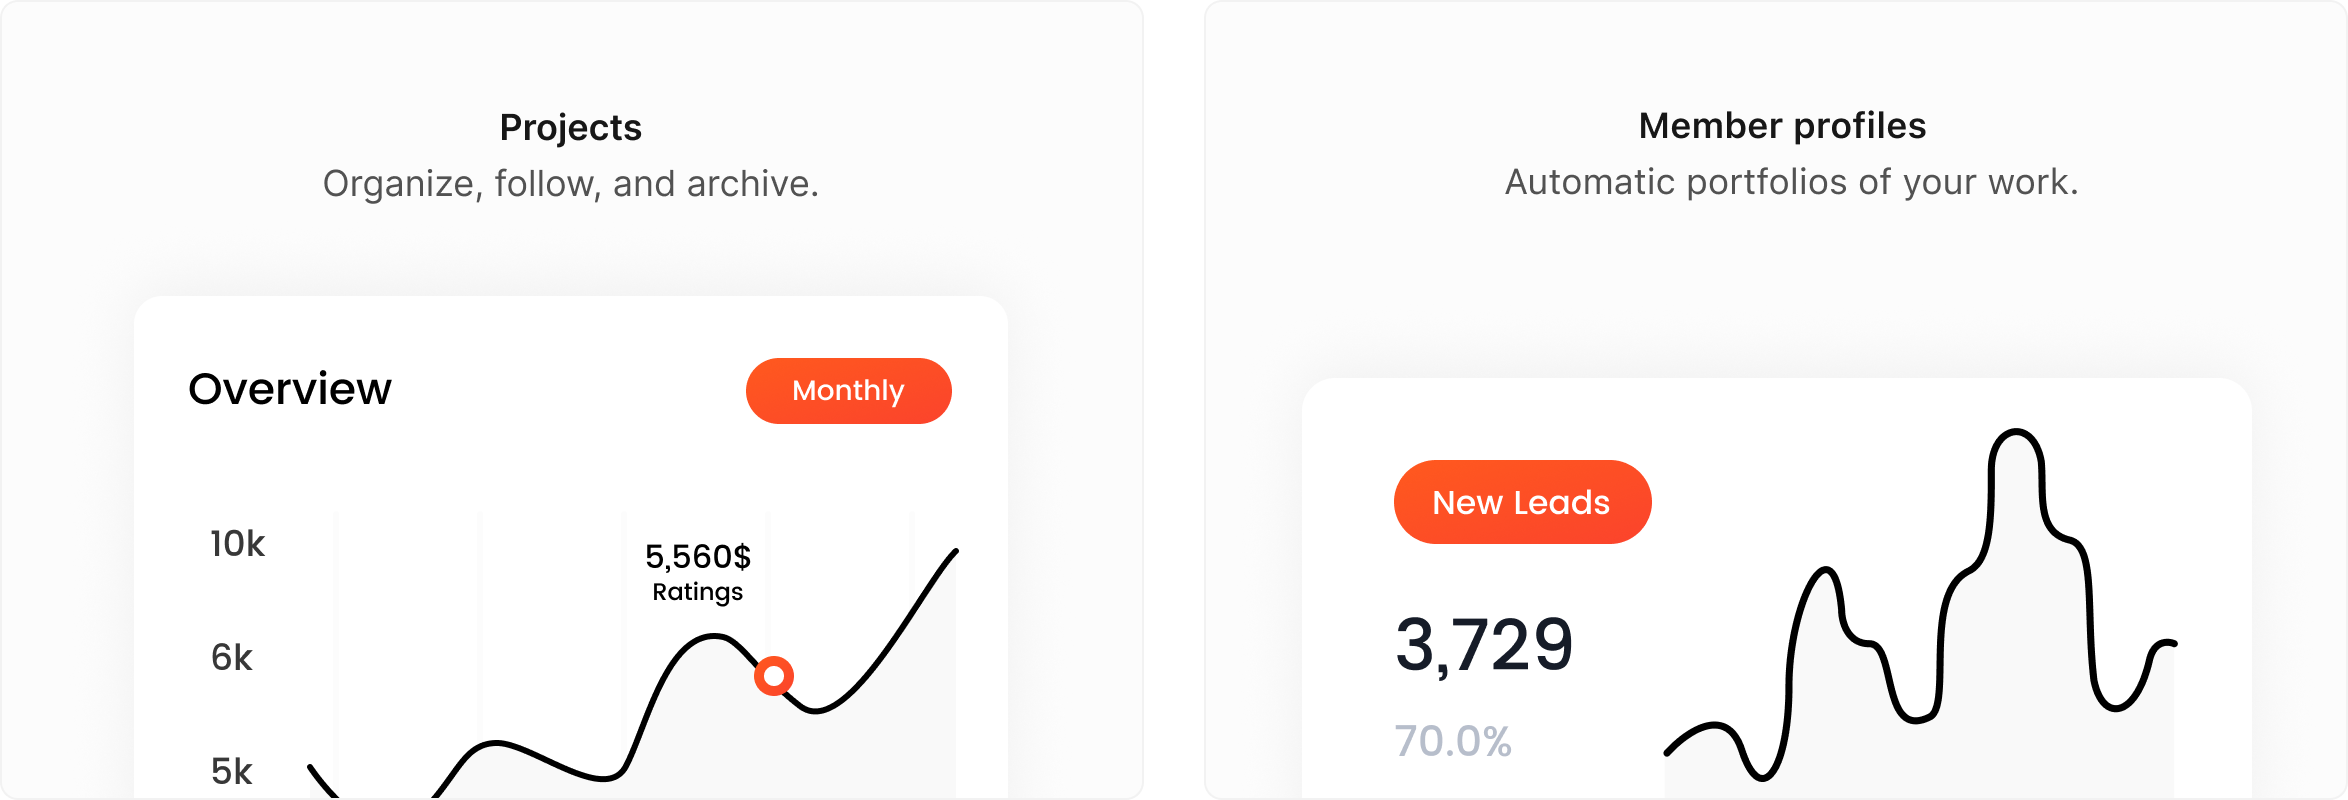 Projects
Organize, follow, and archive.
Overview
Monthly
10k
5,560$
Ratings
6k
5k
Member profiles
Automatic portfolios of your work.
New Leads
3,729
70.0%